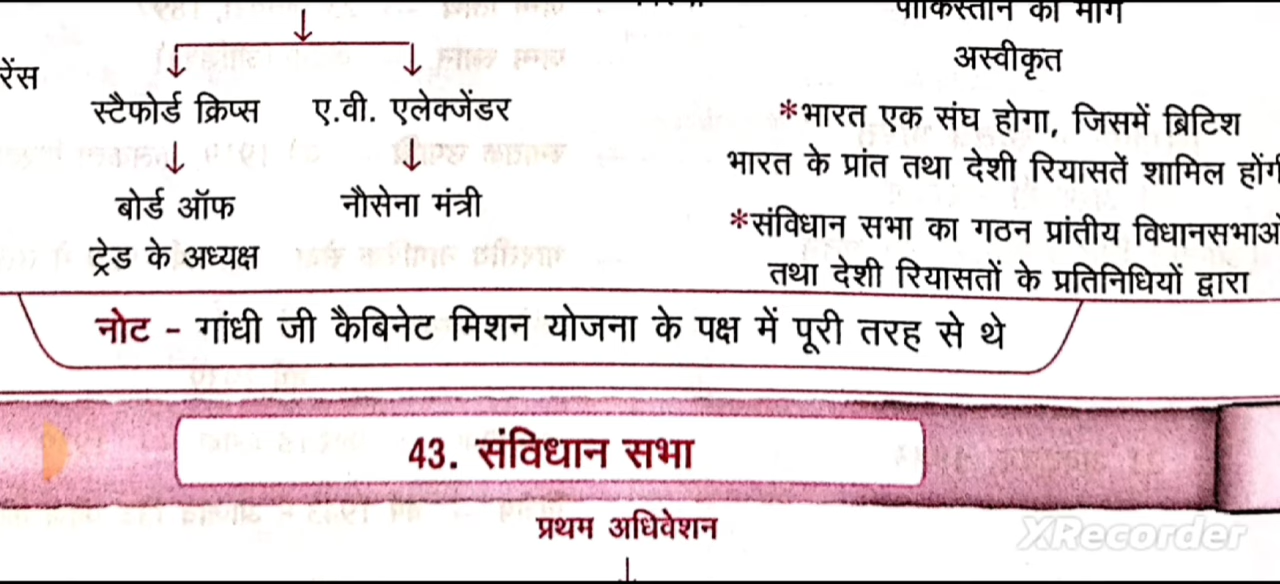 पाकिस्तान की मांग
अस्वीकृत
रेंस
स्टैफोर्ड क्रिप्स
ए.वी. एलेक्जेंडर
बोर्ड ऑफ
ट्रेड के अध्यक्ष
नौसेना मंत्री
*भारत एक संघ होगा, जिसमें ब्रिटिश
भारत के प्रांत तथा देशी रियासतें शामिल होंगी
*संविधान सभा का गठन प्रांतीय विधानसभाओं
तथा देशी रियासतों के प्रतिनिधियों द्वारा
नोट - गांधी जी कैबिनेट मिशन योजना के पक्ष में पूरी तरह से थे
43. संविधान सभा
प्रथम अधिवेशन
XRecorder